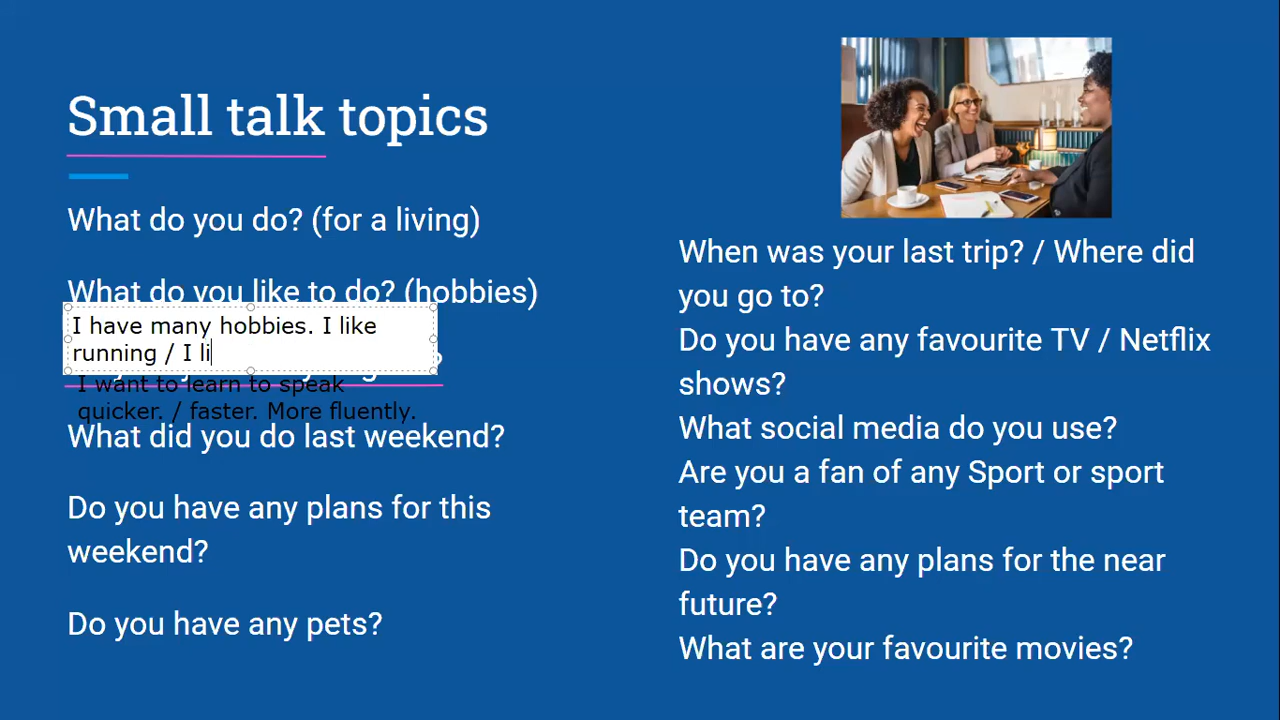 Small talk topics
What do you do? (for a living)
What do you like to do? (hobbies)
I have many hobbies. I like
running / I li
I want to learn to speak
quicker. / faster. More fluently.
What did you do last weekend?
Do you have any plans for this
weekend?
Do you have any pets?
When was your last trip? / Where did
you go to?
Do you have any favourite TV / Netflix
shows?
What social media do you use?
Are you a fan of any Sport or sport
team?
Do you have any plans for the near
future?
What are your favourite movies?